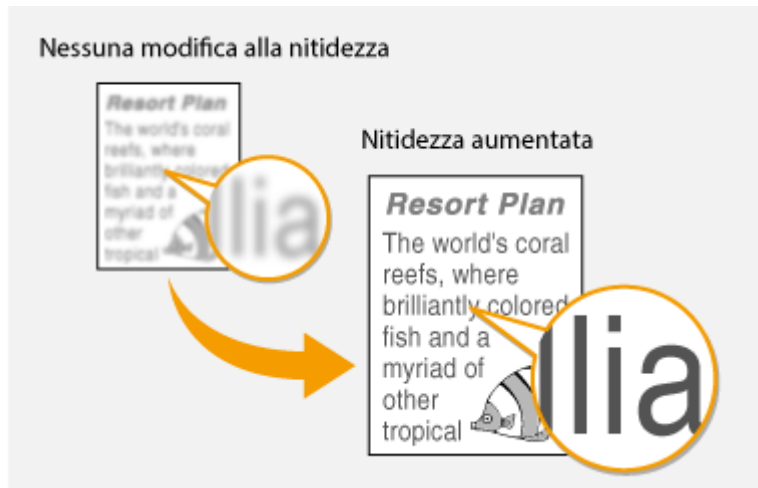 Nessuna modifica alla nitidezza
Resort Plan
The world's coral
reefs, where
brilliantly colored
fish and a
myriad of
other
tropical
llia
Nitidezza aumentata
Resort Plan
The world's coral
reefs, where
brilliantly colored
fish and a
myriad of
other
tropical
llia